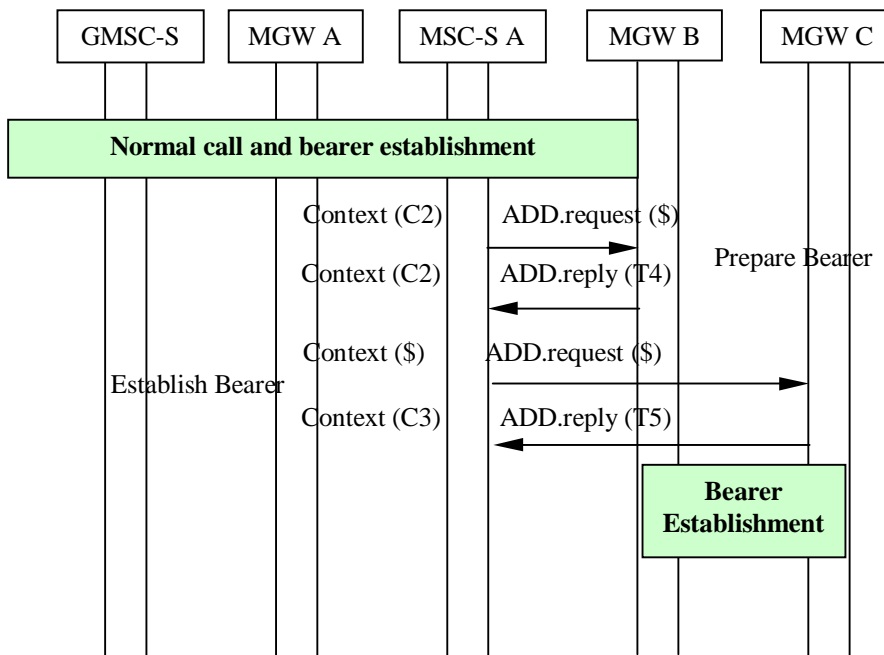 GMSC-S
MGW A
MSC-S A
MGW B
MGW C
Normal call and bearer establishment
Context (C2)
ADD.request ($)
Prepare Bearer
Context (C2)
ADD.reply (T4)
Context ($)
ADD.request ($)
Establish Bearer
Context (C3)
ADD.reply (T5)
Bearer
Establishment